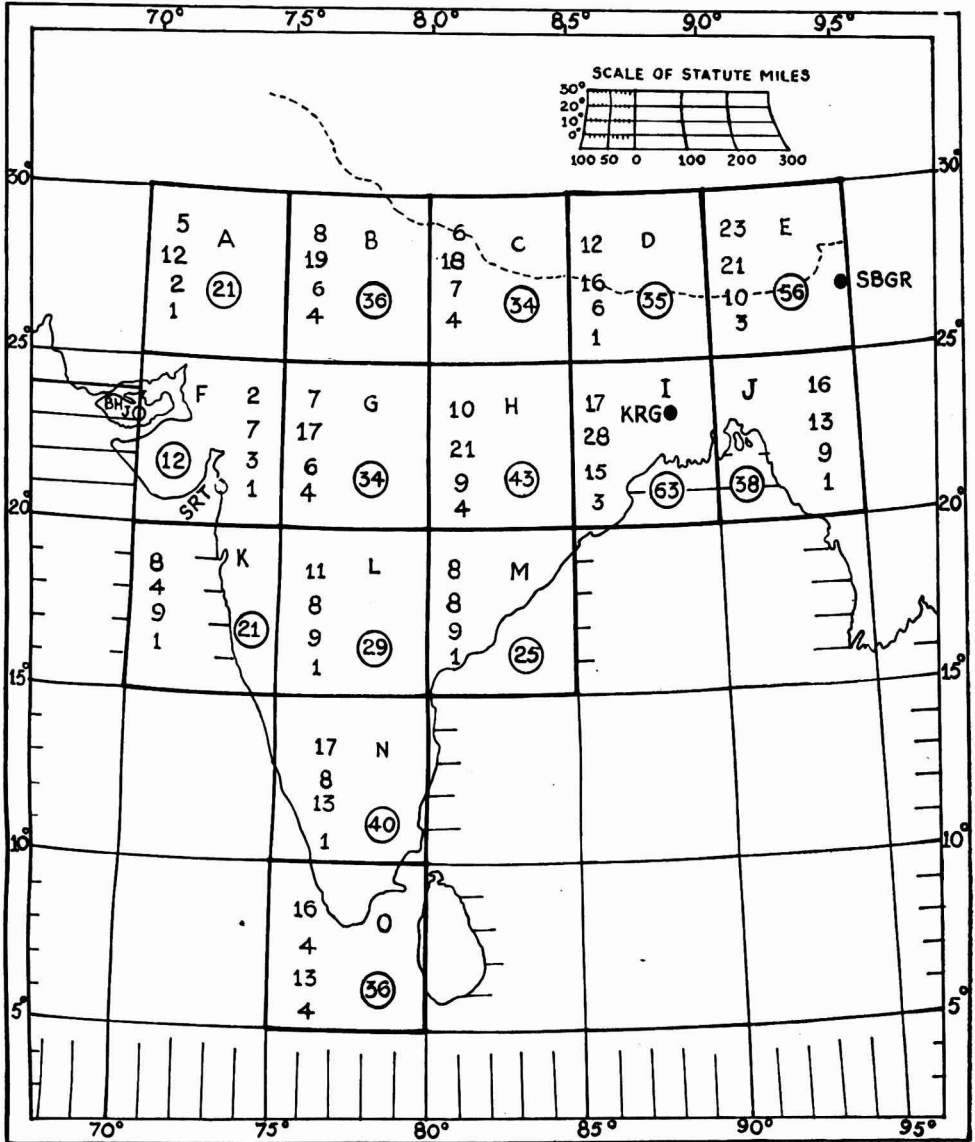 70° 75° 80° 85° 90° 95°
SCALE OF STATUTE MILES
30°
20°
10°
0°
100 50 0 100 200 300
30° 30°
5 A 8 B 6 C 12 D 23 E
12 19 18 16 21
2 6 7 6 10
1 4 4 1 3
21 36 34 35 56
SBGR
25° 25°
BHJ F 2 7 G 10 H 17 I J 16
7 17 21 28 KRG 13
3 6 9 15 9
1 4 4 3 1
12 34 43 63 38
SRT
20° 20°
8 K 11 L 8 M
4 8 8
9 9 9
1 1 1
21 29 25
15° 15°
17 N
8
13
1
40
10° 10°
16 O
4
13
4
36
5° 5°
70° 75° 80° 85° 90° 95°